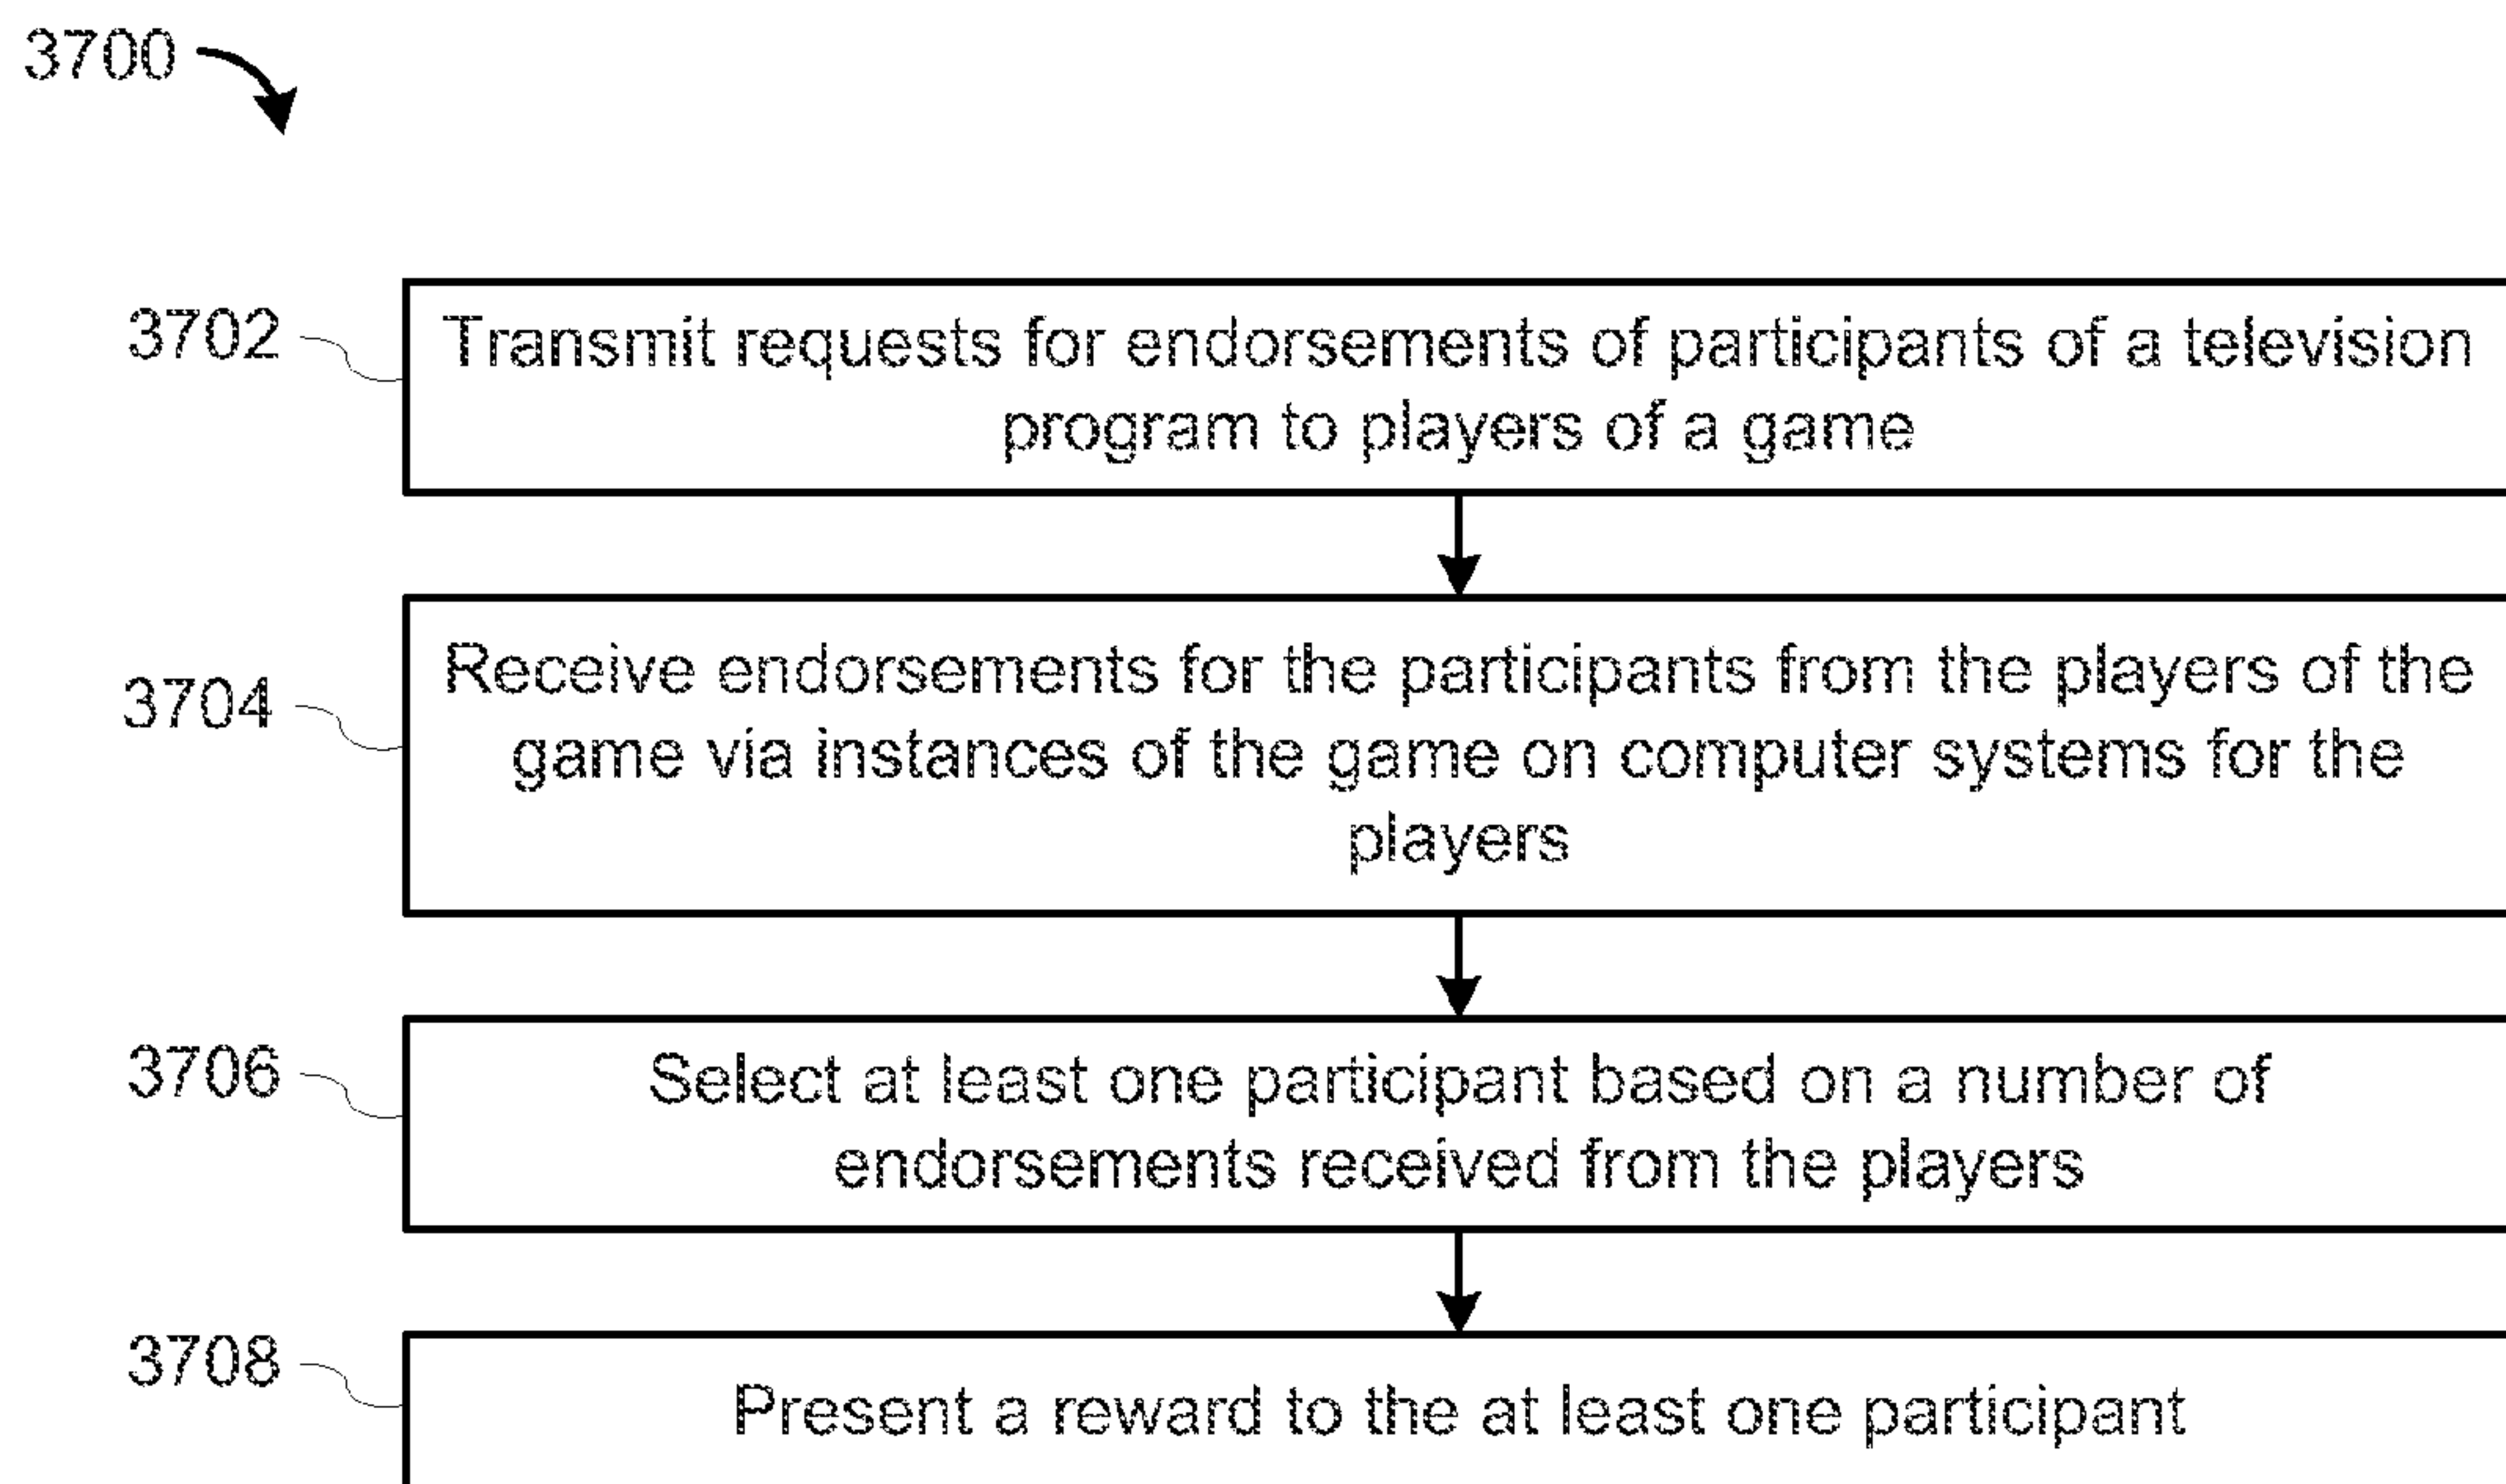 3700
3702
Transmit requests for endorsements of participants of a television
program to players of a game
3704
Receive endorsements for the participants from the players of the
game via instances of the game on computer systems for the
players
3706
Select at least one participant based on a number of
endorsements received from the players
3708
Present a reward to the at least one participant